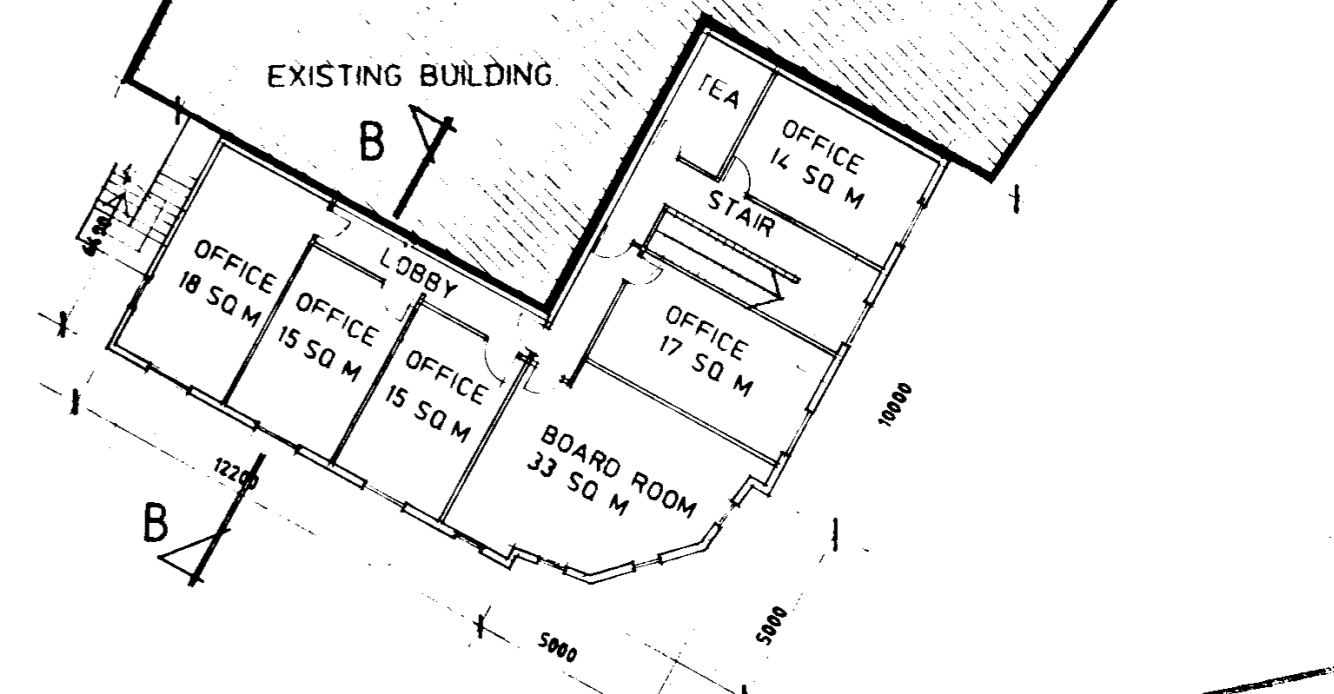 EXISTING BUILDING
B
TEA
OFFICE
14 SQ M
STAIR
LOBBY
OFFICE
18 SQ M
OFFICE
15 SQ M
OFFICE
15 SQ M
OFFICE
17 SQ M
BOARD ROOM
33 SQ M
10000
12200
B
5000
5000